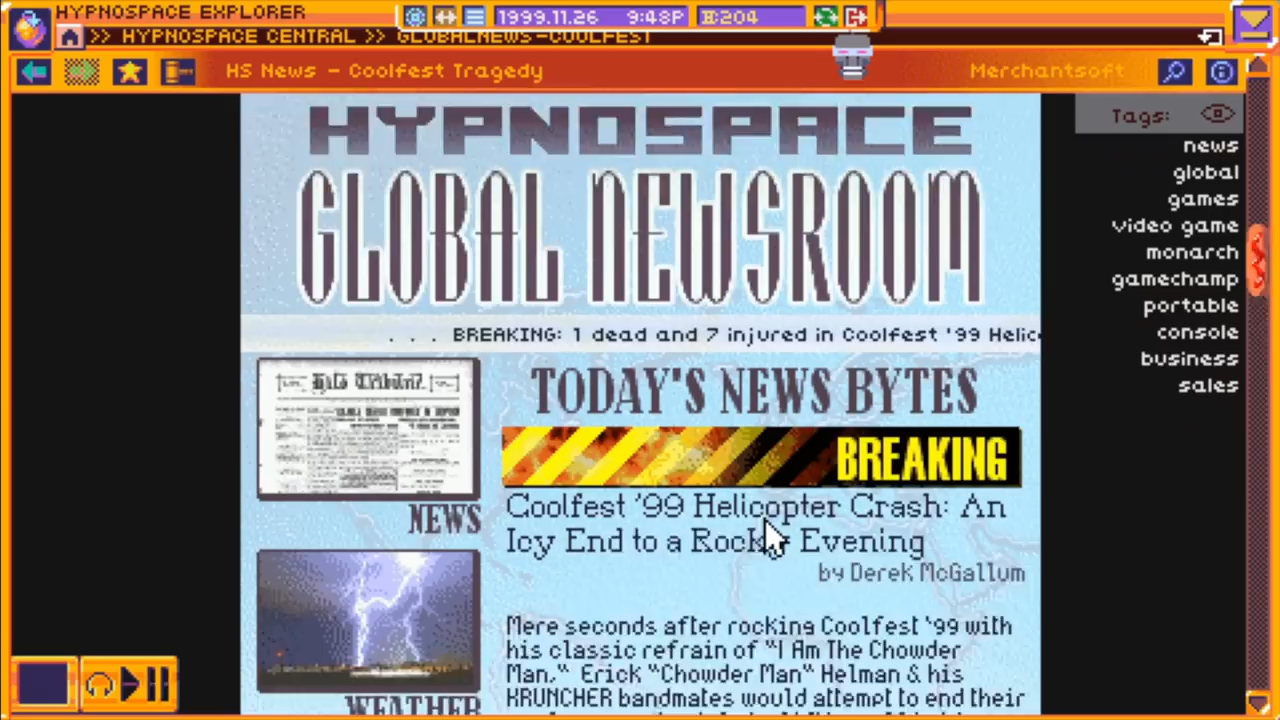 HYPNOSPACE EXPLORER
1999.11.26 9:48P 204
>> HYPNOSPACE CENTRAL >> GLOBALNEWS-COOLFEST
HS News - Coolfest Tragedy
Merchantsoft
HYPNOSPACE
GLOBAL NEWSROOM
. . . BREAKING: 1 dead and 7 injured in Coolfest '99 Helic
TODAY'S NEWS BYTES
BREAKING
Coolfest '99 Helicopter Crash: An
Icy End to a Evening
by Derek McGallum
Mere seconds after rocking Coolfest '99 with
his classic refrain of "I Am The Chowder
Man," Erick "Chowder Man" Helman & his
KRUNCHER bandmates would attempt to end their
NEWS
WEATHER
Tags:
news
global
games
video game
monarch
gamechamp
portable
console
business
sales